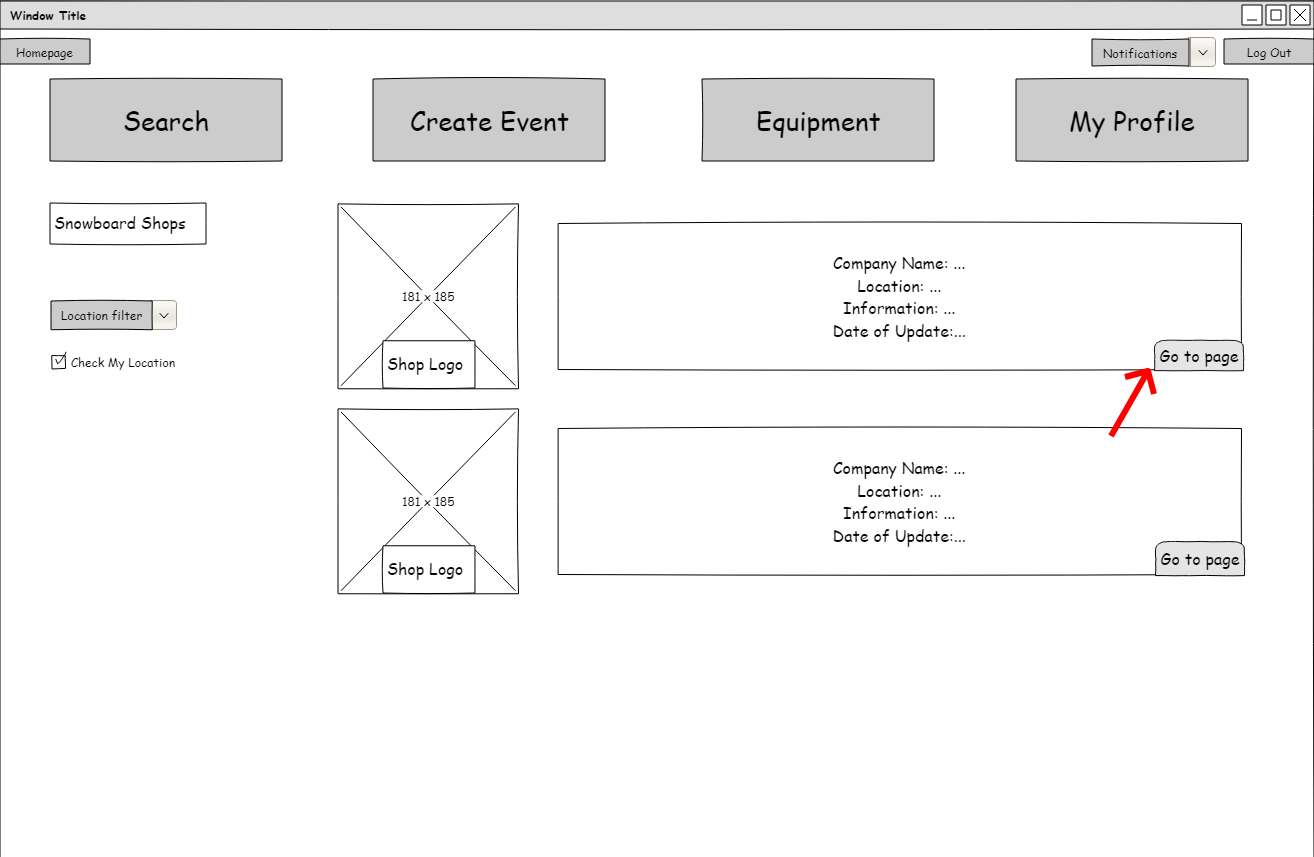 Window Title
Homepage
Notifications
Log Out
Search
Create Event
Equipment
My Profile
Snowboard Shops
Location filter
Check My Location
181 x 185
Shop Logo
Company Name: ...
Location: ...
Information: ...
Date of Update:...
Go to page
181 x 185
Shop Logo
Company Name: ...
Location: ...
Information: ...
Date of Update:...
Go to page